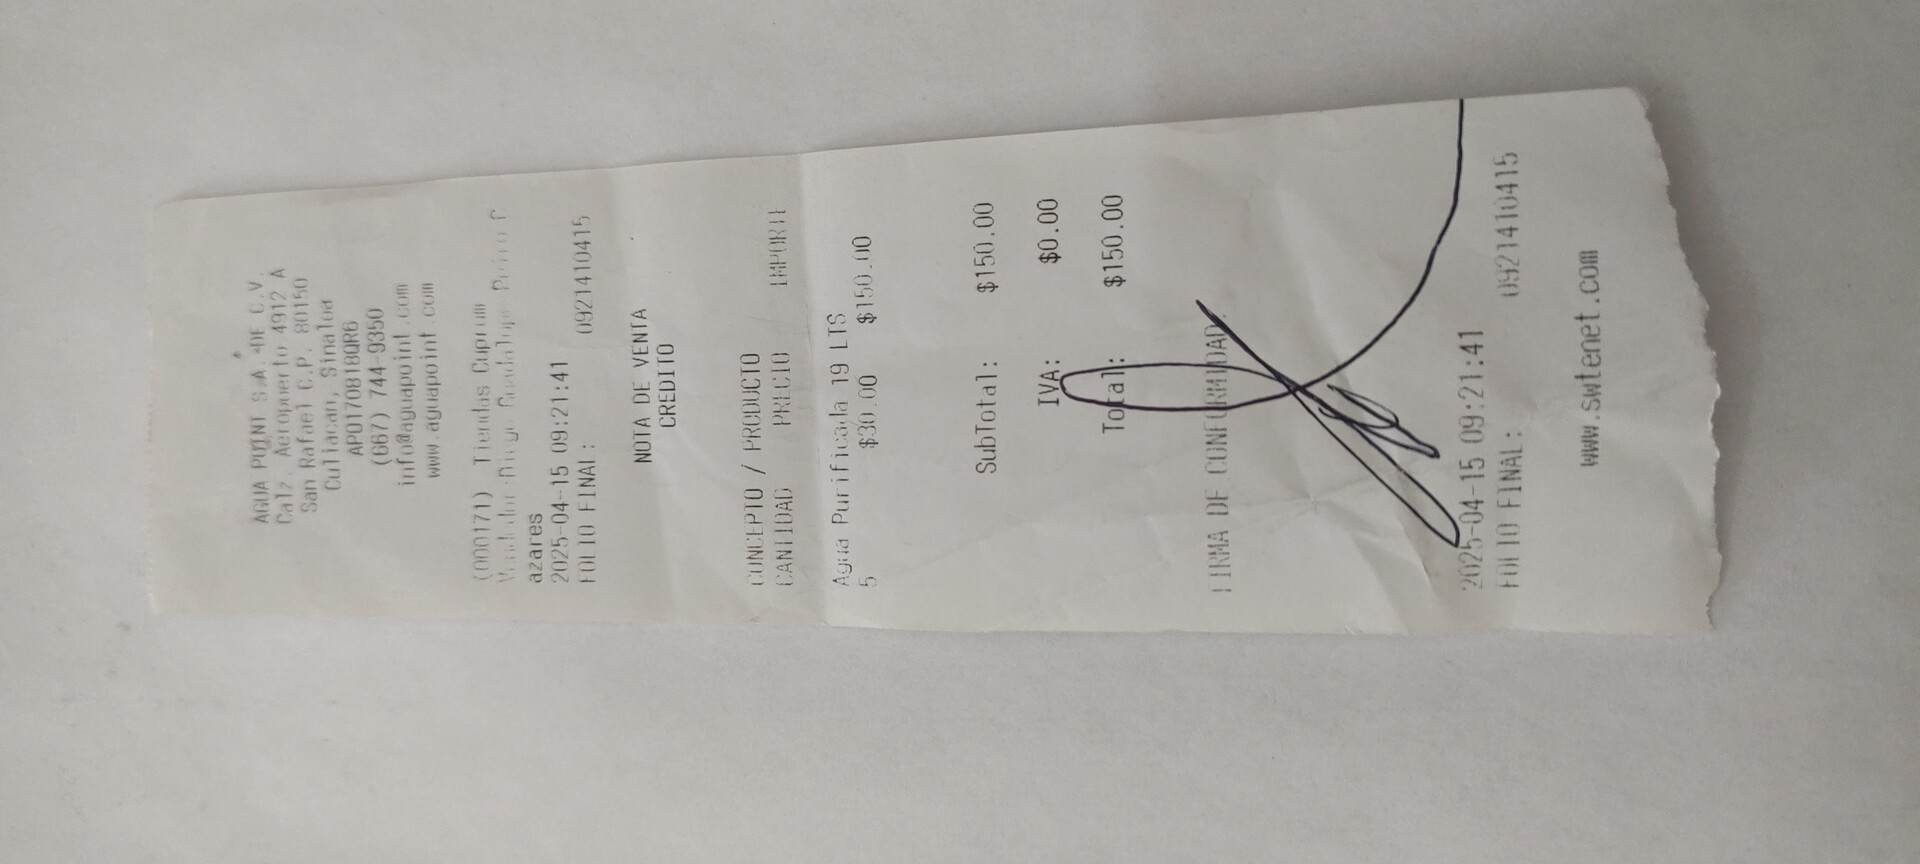 AGUA POINT S.A. DE C.V.
Calz. Aeropuerto 4912 A
San Rafael C.P. 80150
Culiacan, Sinaloa
APO170818QR6
(667) 744-9350
info@aguapoint.com
www.aguapoint.com
(000171) Tiendas Cuprum
Vendedor:Diego Guadalupe
azares
2025-04-15 09:21:41
FOLIO FINAL: 0921410415
NOTA DE VENTA
CREDITO
CONCEPTO / PRODUCTO
CANTIDAD PRECIO IMPORTE
Agua Purificada 19 LTS
5 $30.00 $150.00
SubTotal: $150.00
IVA: $0.00
Total: $150.00
FIRMA DE CONFORMIDAD.
2025-04-15 09:21:41
FOLIO FINAL: 0921410415
www.swtenet.com